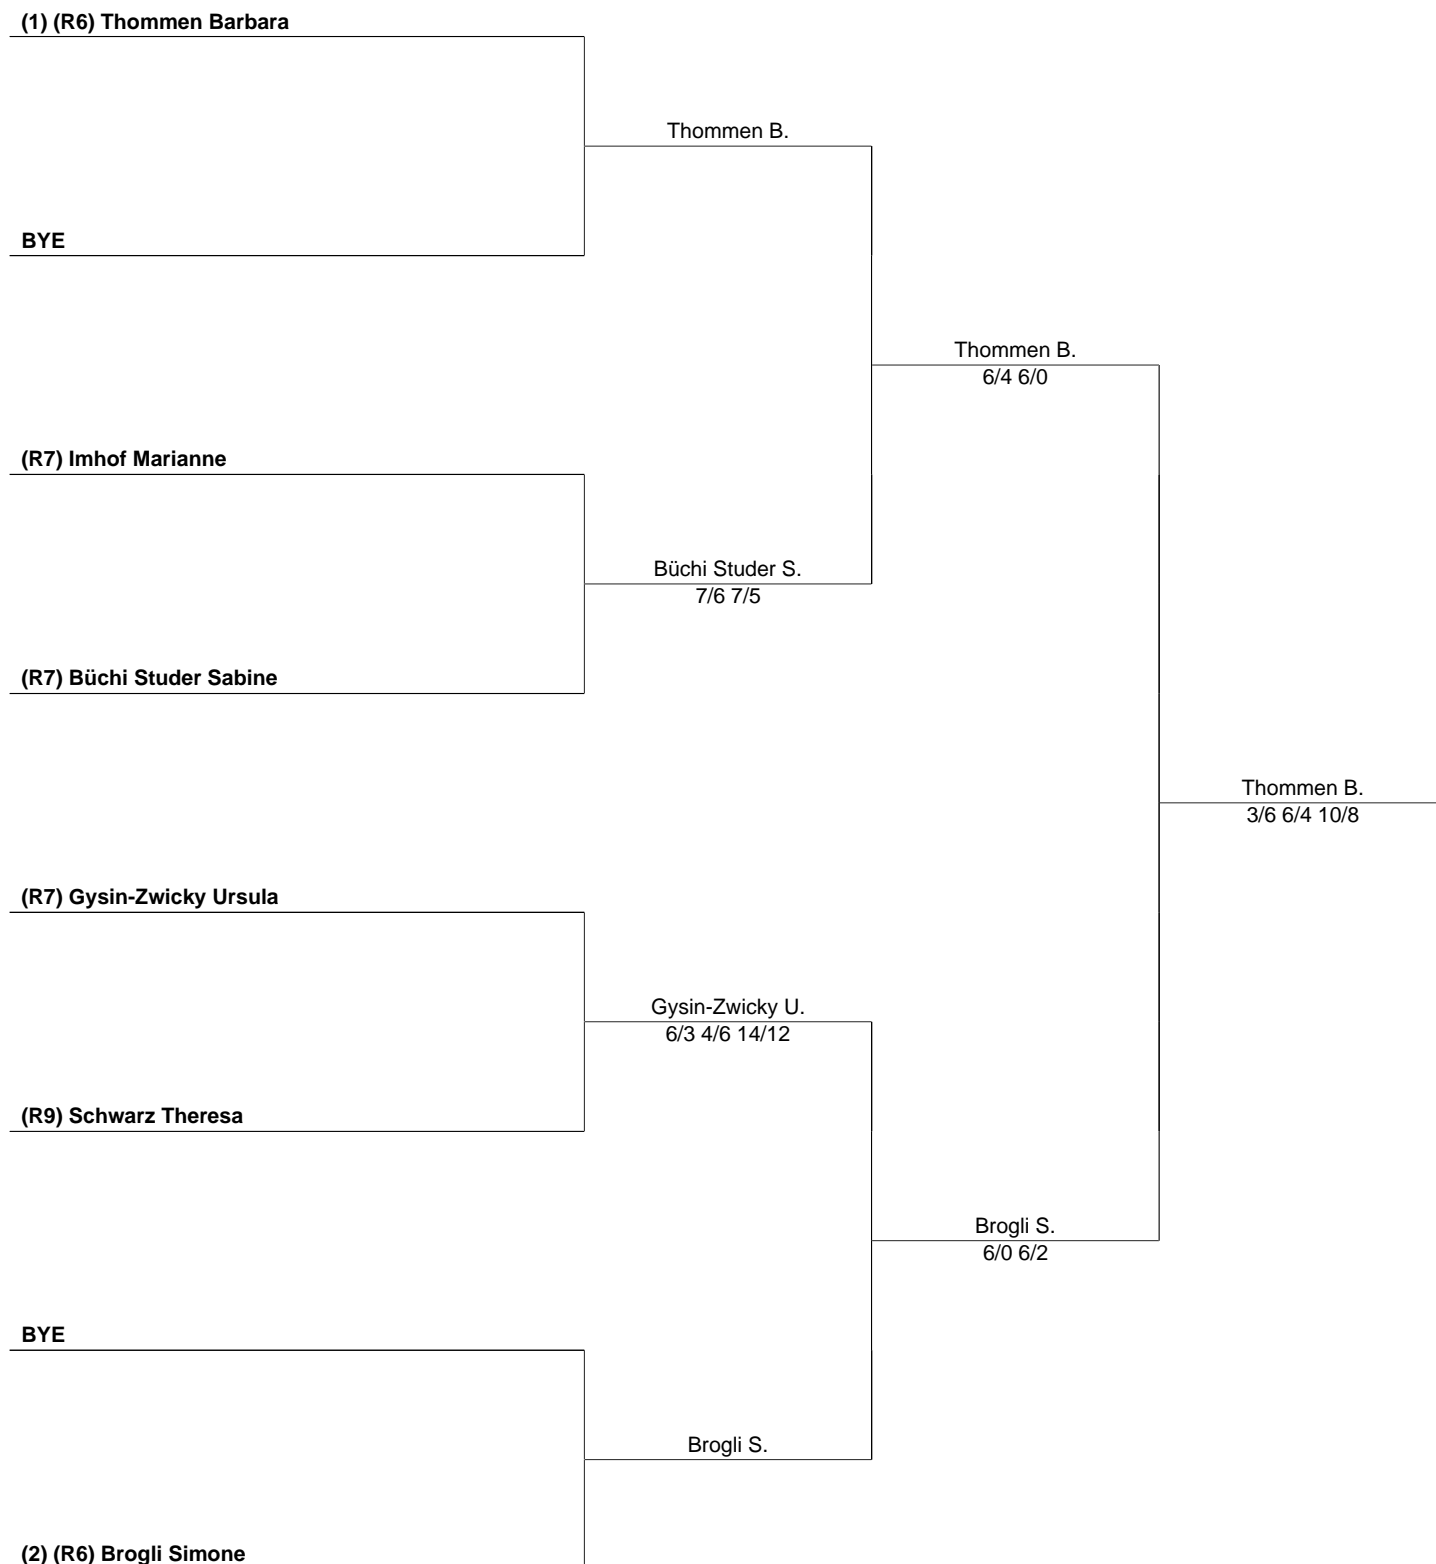 (1) (R6) Thommen Barbara
Thommen B.
BYE
Thommen B.
6/4 6/0
(R7) Imhof Marianne
Büchi Studer S.
7/6 7/5
(R7) Büchi Studer Sabine
Thommen B.
3/6 6/4 10/8
(R7) Gysin-Zwicky Ursula
Gysin-Zwicky U.
6/3 4/6 14/12
(R9) Schwarz Theresa
Brogli S.
6/0 6/2
BYE
Brogli S.
(2) (R6) Brogli Simone